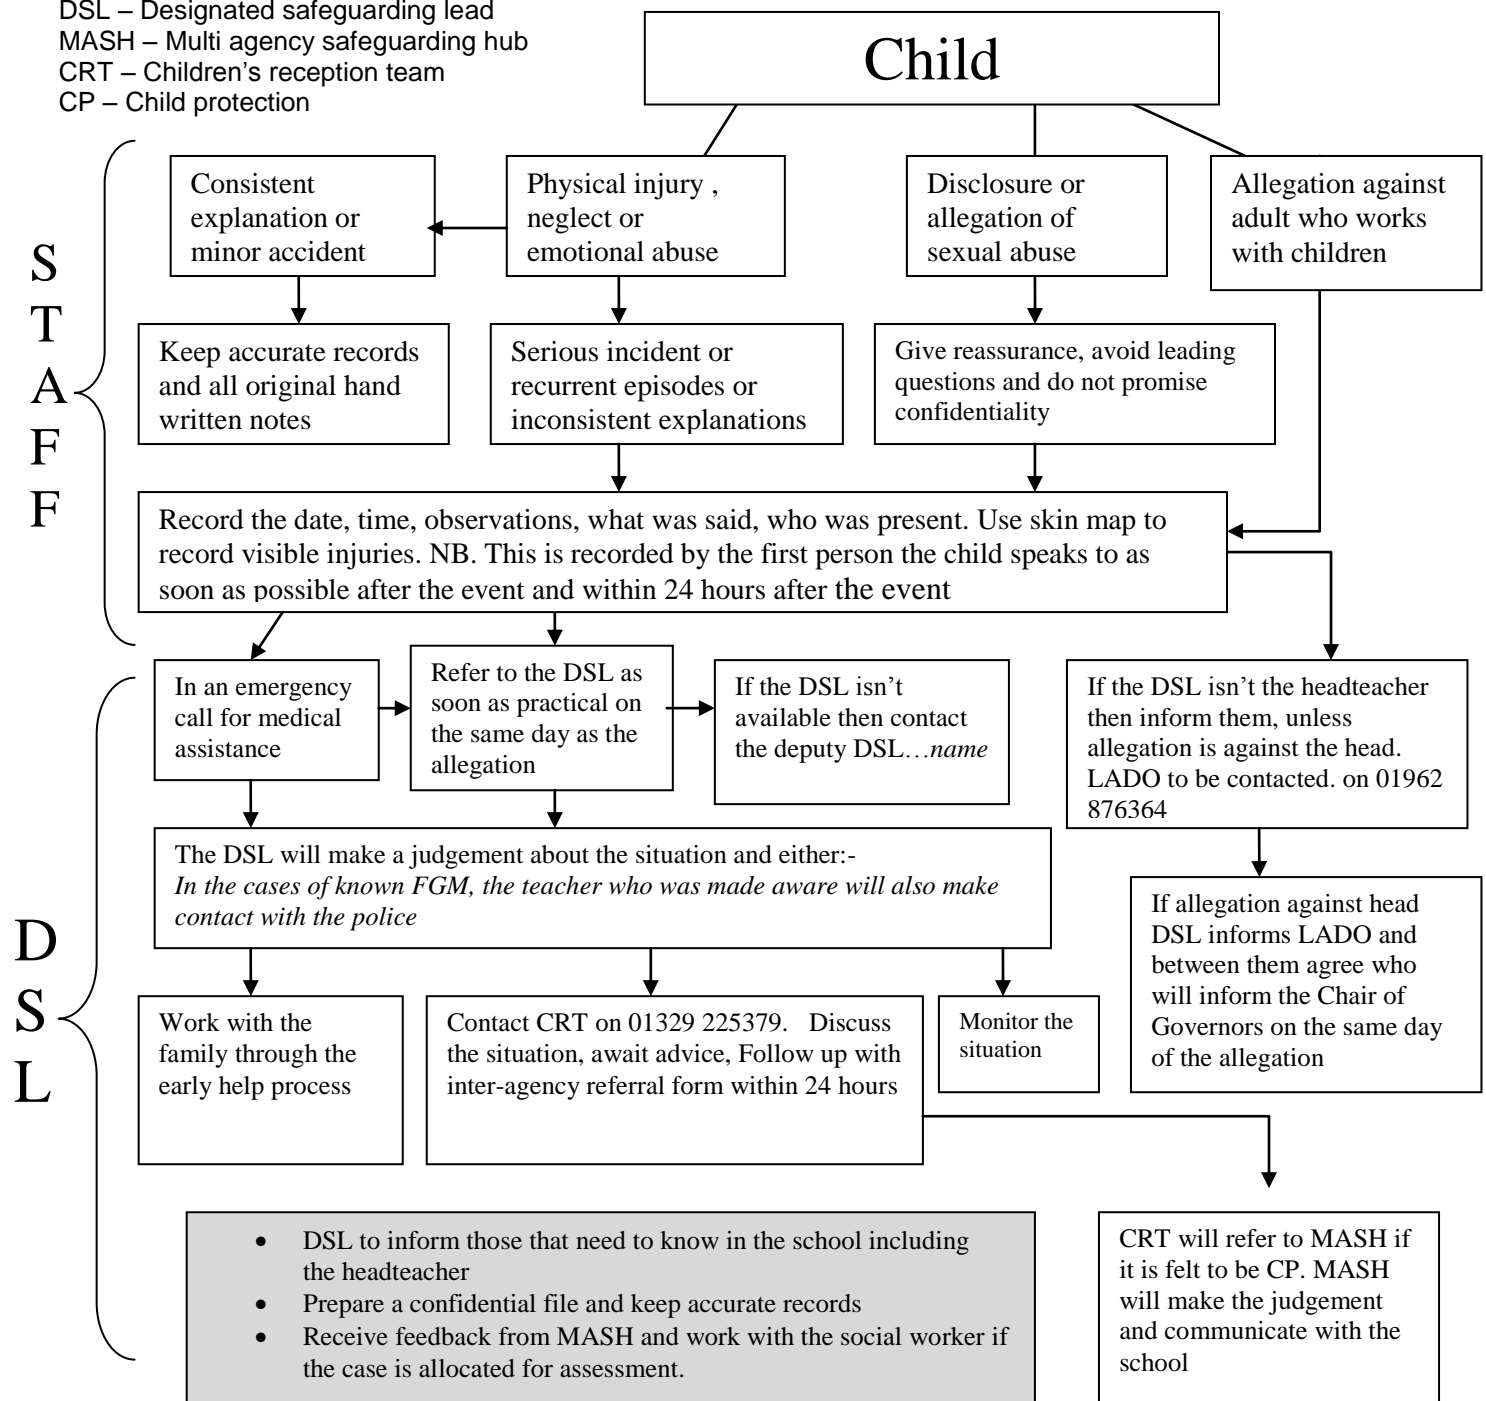 DSL – Designated safeguarding lead
MASH – Multi agency safeguarding hub
CRT – Children's reception team
CP – Child protection
Child
S
T
A
F
F
Consistent
explanation or
minor accident
Physical injury ,
neglect or
emotional abuse
Disclosure or
allegation of
sexual abuse
Allegation against
adult who works
with children
Keep accurate records
and all original hand
written notes
Serious incident or
recurrent episodes or
inconsistent explanations
Give reassurance, avoid leading
questions and do not promise
confidentiality
Record the date, time, observations, what was said, who was present. Use skin map to
record visible injuries. NB. This is recorded by the first person the child speaks to as
soon as possible after the event and within 24 hours after the event
D
S
L
In an emergency
call for medical
assistance
Refer to the DSL as
soon as practical on
the same day as the
allegation
If the DSL isn't
available then contact
the deputy DSL…name
If the DSL isn't the headteacher
then inform them, unless
allegation is against the head.
LADO to be contacted. on 01962
876364
The DSL will make a judgement about the situation and either:-
In the cases of known FGM, the teacher who was made aware will also make
contact with the police
If allegation against head
DSL informs LADO and
between them agree who
will inform the Chair of
Governors on the same day
of the allegation
Work with the
family through the
early help process
Contact CRT on 01329 225379.   Discuss
the situation, await advice, Follow up with
inter-agency referral form within 24 hours
Monitor the
situation
• DSL to inform those that need to know in the school including
the headteacher
• Prepare a confidential file and keep accurate records
• Receive feedback from MASH and work with the social worker if
the case is allocated for assessment.
CRT will refer to MASH if
it is felt to be CP. MASH
will make the judgement
and communicate with the
school